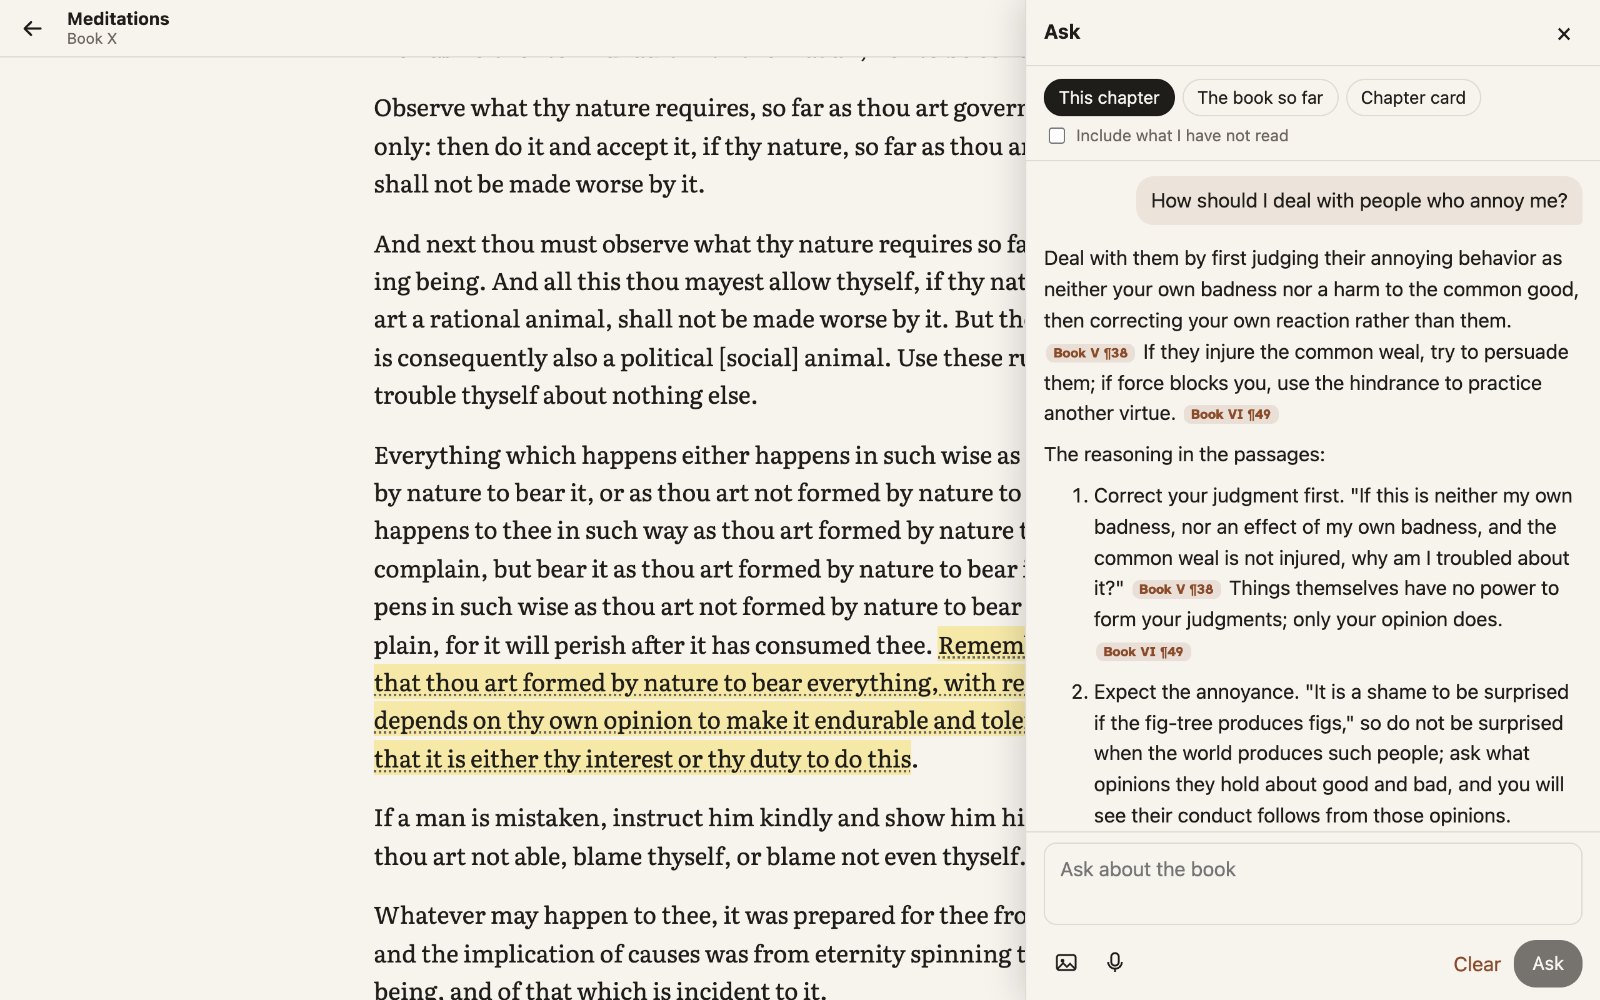 Meditations
Book X
Observe what thy nature requires, so far as thou art govern
only: then do it and accept it, if thy nature, so far as thou ar
shall not be made worse by it.
And next thou must observe what thy nature requires so fa
ing being. And all this thou mayest allow thyself, if thy nat
art a rational animal, shall not be made worse by it. But the
is consequently also a political [social] animal. Use these ru
trouble thyself about nothing else.
Everything which happens either happens in such wise as
by nature to bear it, or as thou art not formed by nature to
happens to thee in such way as thou art formed by nature t
complain, but bear it as thou art formed by nature to bear i
pens in such wise as thou art not formed by nature to bear
plain, for it will perish after it has consumed thee. Remem
that thou art formed by nature to bear everything, with re
depends on thy own opinion to make it endurable and tole
that it is either thy interest or thy duty to do this.
If a man is mistaken, instruct him kindly and show him hi
thou art not able, blame thyself, or blame not even thyself.
Whatever may happen to thee, it was prepared for thee fro
and the implication of causes was from eternity spinning t
being, and of that which is incident to it.
Ask
This chapter The book so far Chapter card
Include what I have not read
How should I deal with people who annoy me?
Deal with them by first judging their annoying behavior as
neither your own badness nor a harm to the common good,
then correcting your own reaction rather than them.
Book V ¶38 If they injure the common weal, try to persuade
them; if force blocks you, use the hindrance to practice
another virtue. Book VI ¶49
The reasoning in the passages:
1. Correct your judgment first. "If this is neither my own
badness, nor an effect of my own badness, and the
common weal is not injured, why am I troubled about
it?" Book V ¶38 Things themselves have no power to
form your judgments; only your opinion does.
Book VI ¶49
2. Expect the annoyance. "It is a shame to be surprised
if the fig-tree produces figs," so do not be surprised
when the world produces such people; ask what
opinions they hold about good and bad, and you will
see their conduct follows from those opinions.
Ask about the book
Clear Ask